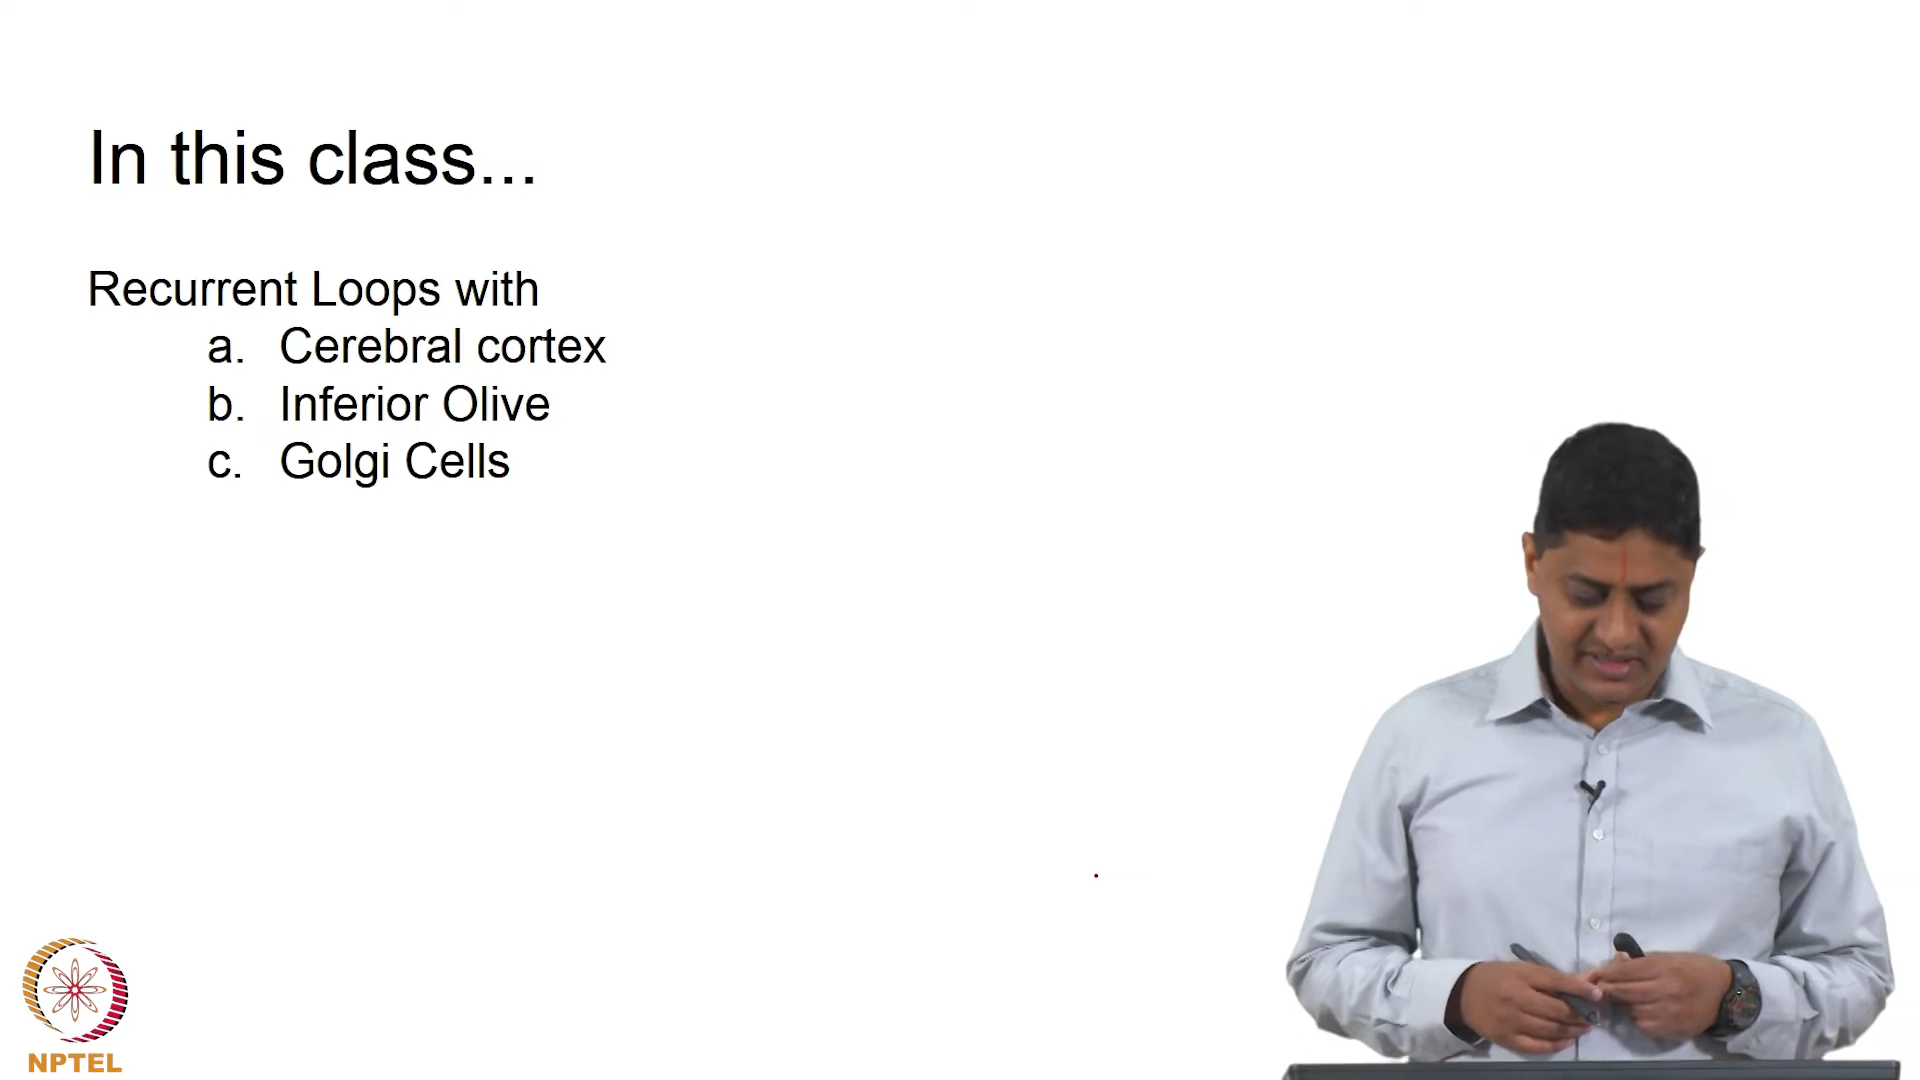 In this class...
Recurrent Loops with
a. Cerebral cortex
b. Inferior Olive
c. Golgi Cells
NPTEL